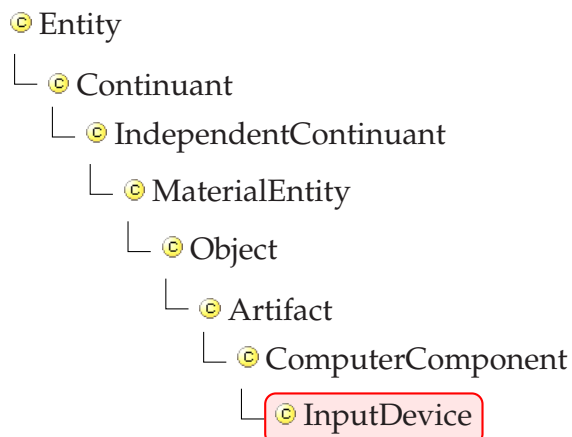 C Entity
C Continuant
C IndependentContinuant
C MaterialEntity
C Object
C Artifact
C ComputerComponent
C InputDevice